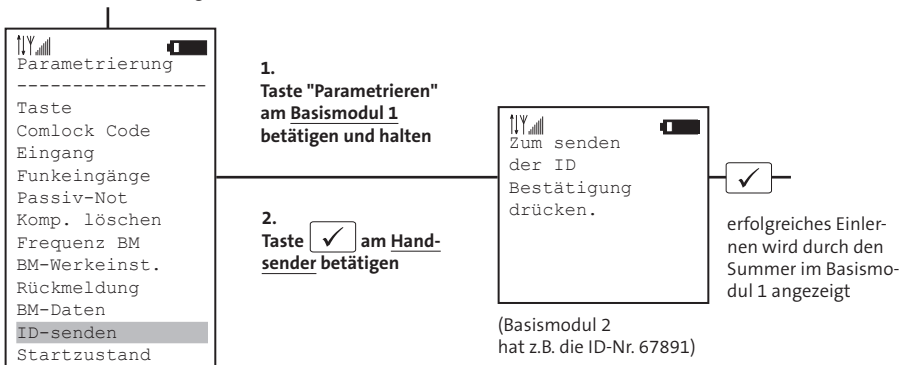 Parametrierung
-----------------
Taste
Comlock Code
Eingang
Funkeingänge
Passiv-Not
Komp. löschen
Frequenz BM
BM-Werkeinst.
Rückmeldung
BM-Daten
ID-senden
Startzustand
1.
Taste "Parametrieren"
am Basismodul 1
betätigen und halten
2.
Taste ✓ am Hand-
sender betätigen
Zum senden
der ID
Bestätigung
drücken.
(Basismodul 2
hat z.B. die ID-Nr. 67891)
✓
erfolgreiches Einler-
nen wird durch den
Summer im Basismo-
dul 1 angezeigt